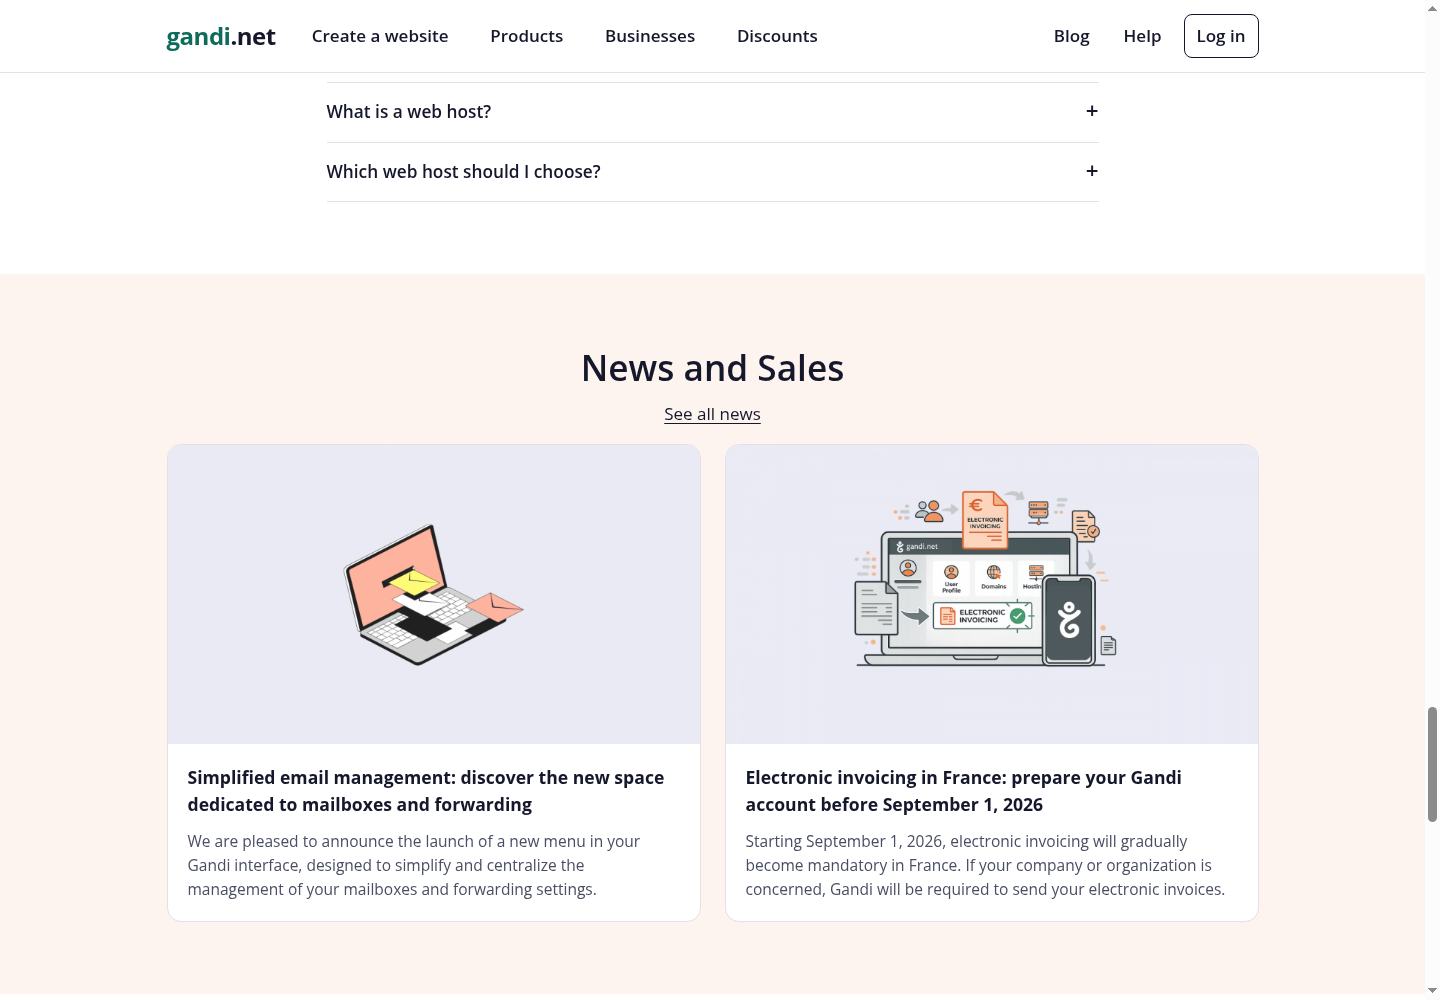 gandi.net
Create a website
Products
Businesses
Discounts
Blog
Help
Log in
What is a web host?
+
Which web host should I choose?
+
News and Sales
See all news
€
ELECTRONIC
INVOICING
gandi.net
User
Profile
Domains
Hostin
ELECTRONIC
INVOICING
Simplified email management: discover the new space
dedicated to mailboxes and forwarding
We are pleased to announce the launch of a new menu in your
Gandi interface, designed to simplify and centralize the
management of your mailboxes and forwarding settings.
Electronic invoicing in France: prepare your Gandi
account before September 1, 2026
Starting September 1, 2026, electronic invoicing will gradually
become mandatory in France. If your company or organization is
concerned, Gandi will be required to send your electronic invoices.